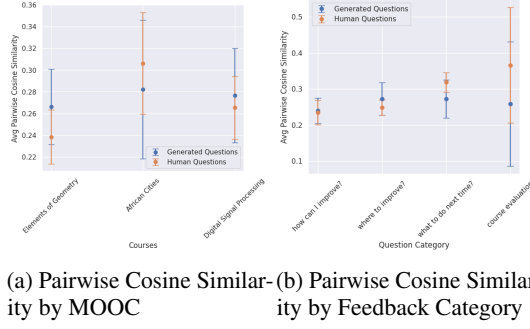 0.36
0.34
0.32
0.30
0.28
0.26
0.24
0.22
Avg Pairwise Cosine Similarity
Generated Questions
Human Questions
Elements of Geometry
African Cities
Digital Signal Processing
Courses
0.5
0.4
0.3
0.2
0.1
Avg Pairwise Cosine Similarity
Generated Questions
Human Questions
how can I improve?
where to improve?
what to do next time?
course evaluation
Question Category
(a) Pairwise Cosine Similar-
ity by MOOC
(b) Pairwise Cosine Similar
ity by Feedback Category